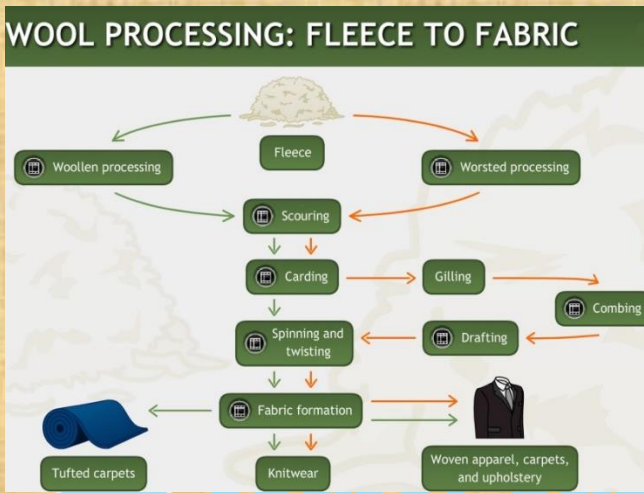 WOOL PROCESSING: FLEECE TO FABRIC
Fleece
Woollen processing
Worsted processing
Scouring
Carding
Gilling
Combing
Spinning and
twisting
Drafting
Fabric formation
Tufted carpets
Knitwear
Woven apparel, carpets,
and upholstery